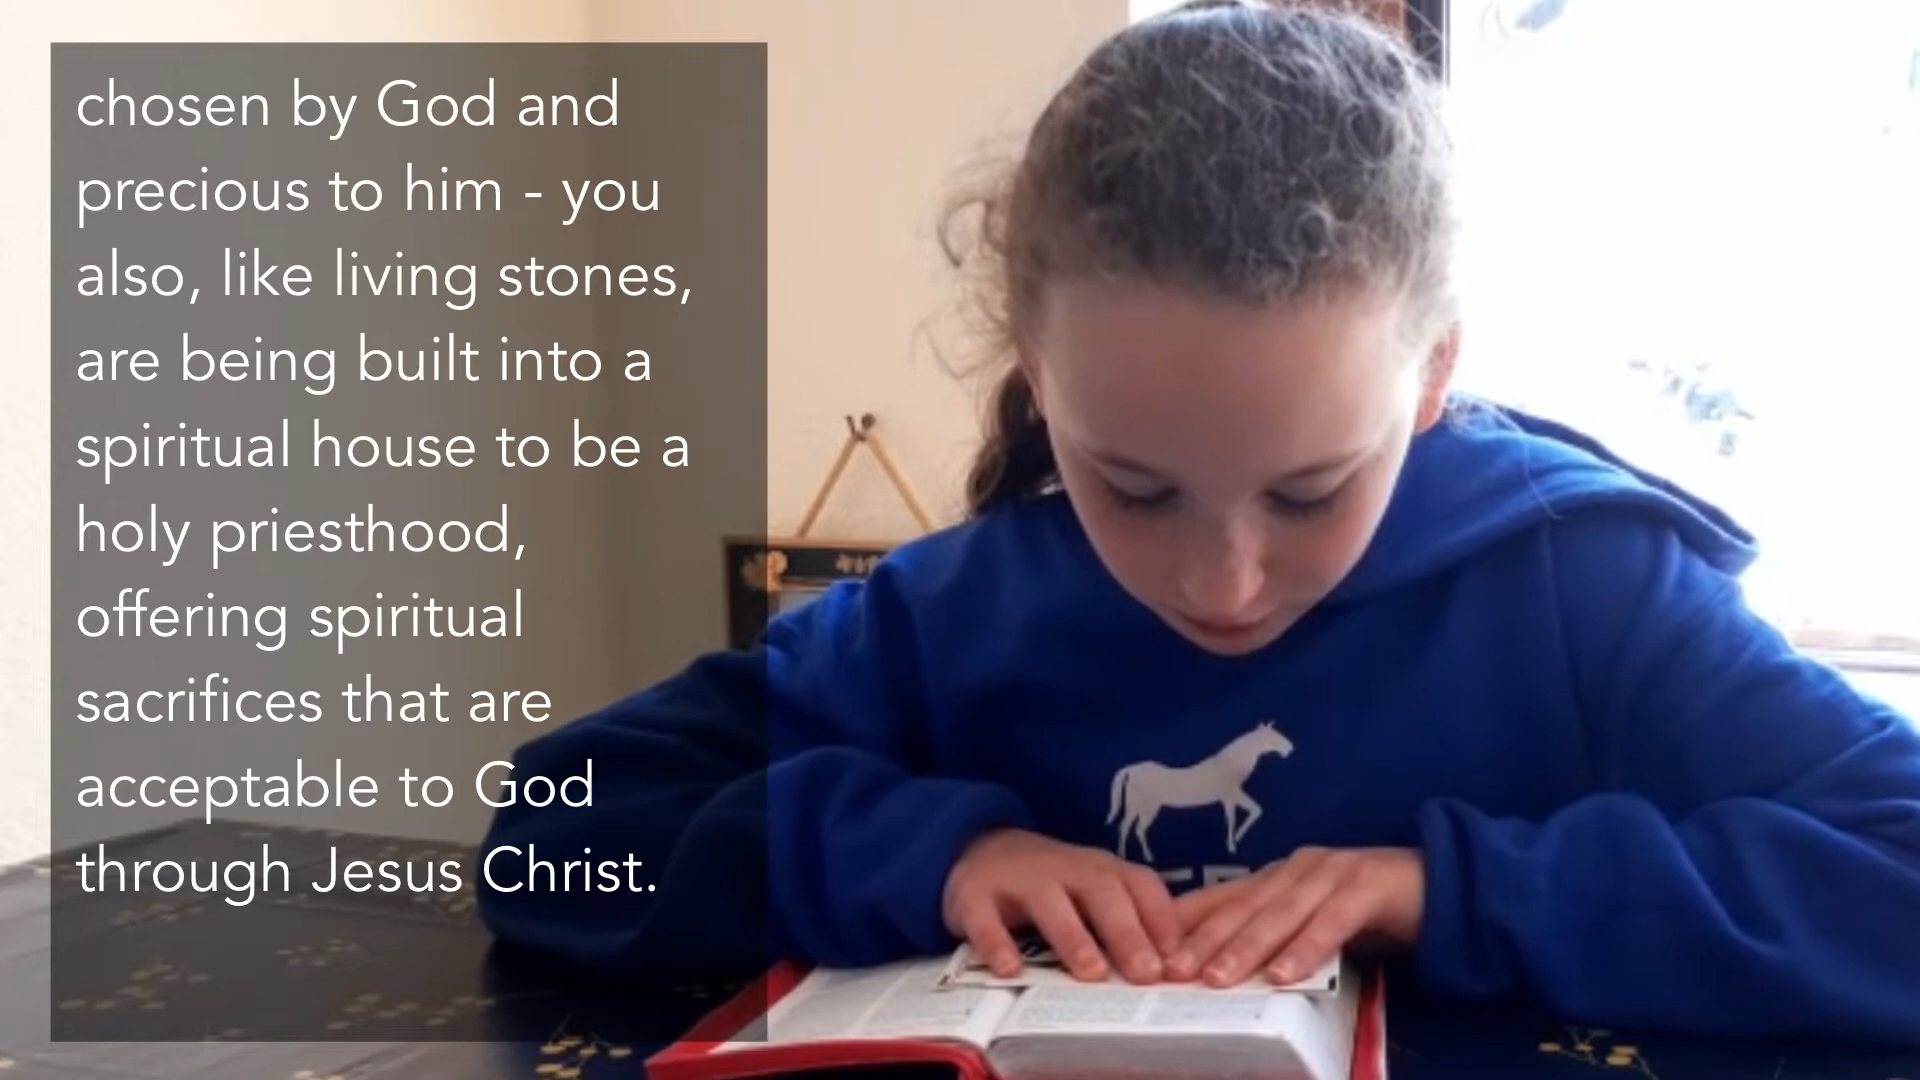 chosen by God and
precious to him - you
also, like living stones,
are being built into a
spiritual house to be a
holy priesthood,
offering spiritual
sacrifices that are
acceptable to God
through Jesus Christ.